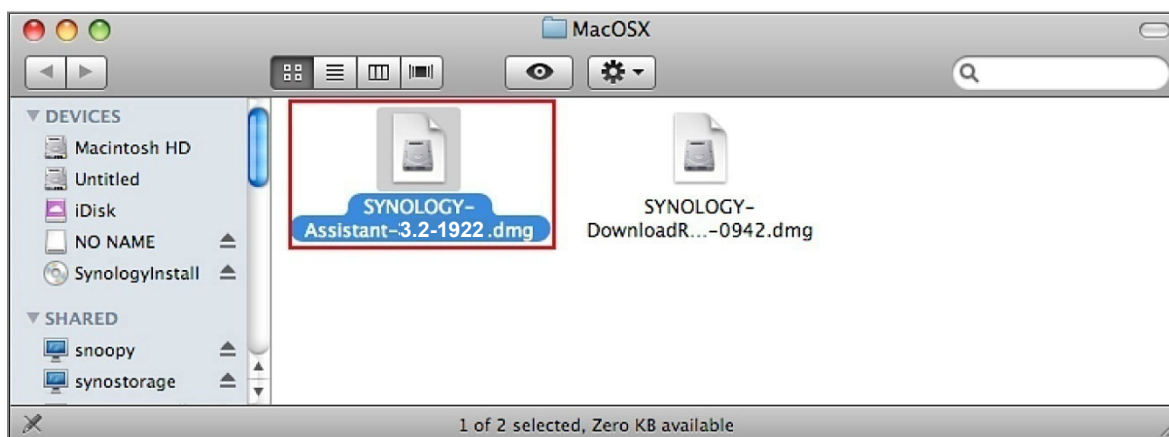 MacOSX
DEVICES
Macintosh HD
Untitled
iDisk
NO NAME
SynologyInstall
SHARED
snoopy
synostorage
SYNOLOGY-
Assistant-3.2-1922.dmg
SYNOLOGY-
DownloadR...-0942.dmg
1 of 2 selected, Zero KB available